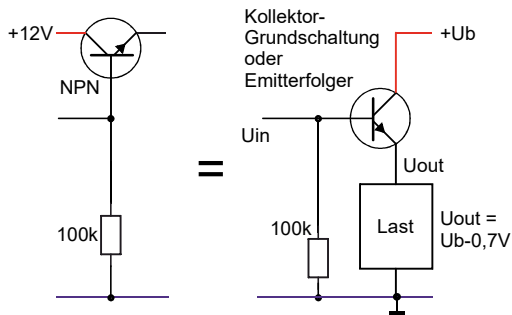 +12V
NPN
100k
=
Kollektor-
Grundschaltung
oder
Emitterfolger
+Ub
Uin
Uout
100k
Last
Uout =
Ub-0,7V